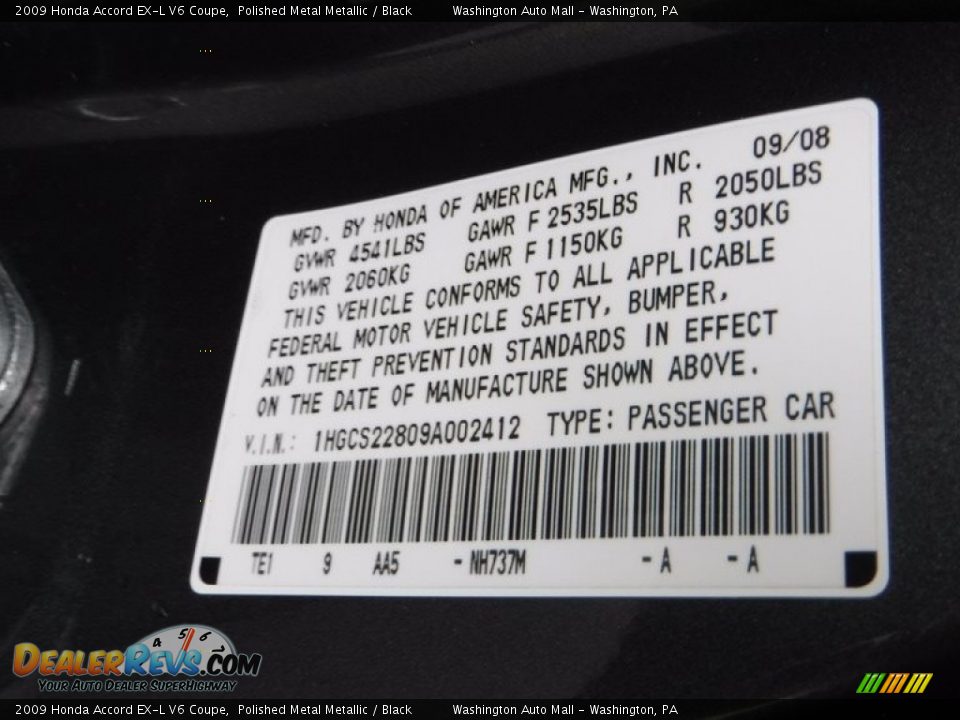 2009 Honda Accord EX-L V6 Coupe, Polished Metal Metallic / Black Washington Auto Mall - Washington, PA
MFD. BY HONDA OF AMERICA MFG., INC. 09/08
GVWR 4541LBS GAWR F 2535LBS R 2050LBS
GVWR 2060KG GAWR F 1150KG R 930KG
THIS VEHICLE CONFORMS TO ALL APPLICABLE
FEDERAL MOTOR VEHICLE SAFETY, BUMPER,
AND THEFT PREVENTION STANDARDS IN EFFECT
ON THE DATE OF MANUFACTURE SHOWN ABOVE.
V.I.N.: 1HGCS22809A002412 TYPE: PASSENGER CAR
TE1 9 AA5 - NH737M - A - A
4 5 6
DEALERREVS.COM
YOUR AUTO DEALER SUPERHIGHWAY
2009 Honda Accord EX-L V6 Coupe, Polished Metal Metallic / Black Washington Auto Mall - Washington, PA